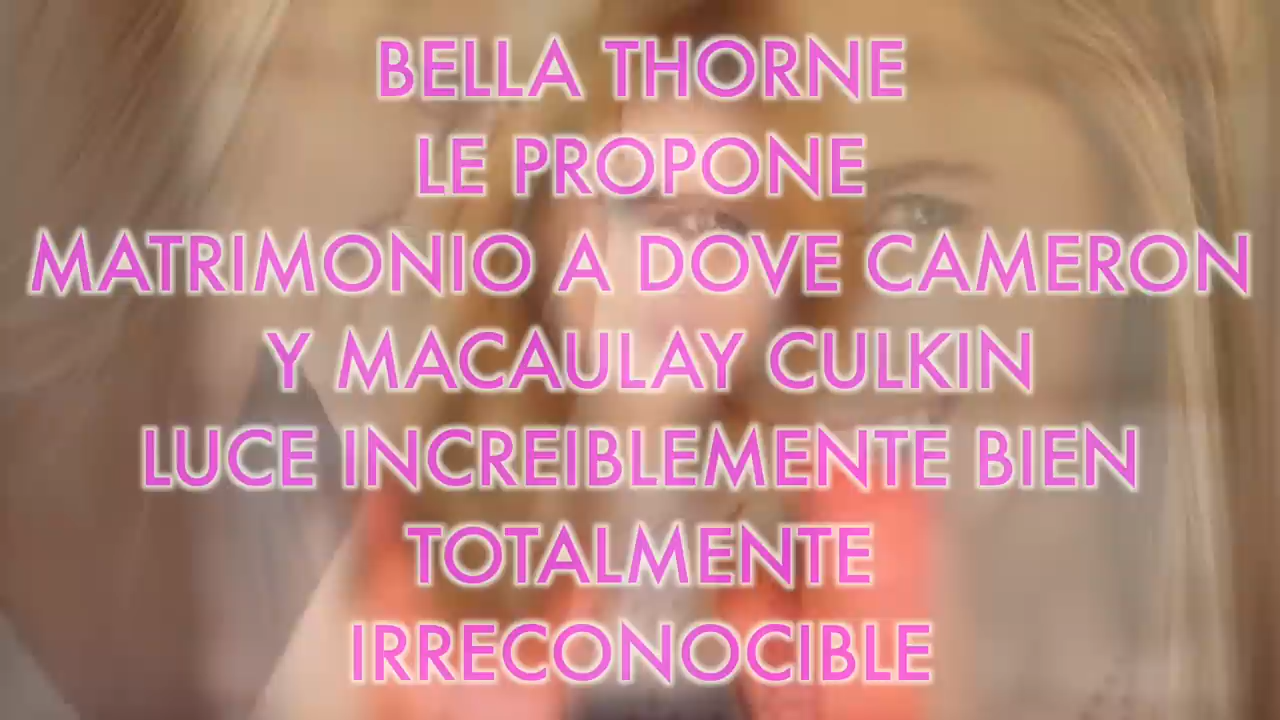 BELLA THORNE
LE PROPONE
MATRIMONIO A DOVE CAMERON
Y MACAULAY CULKIN
LUCE INCREIBLEMENTE BIEN
TOTALMENTE
IRRECONOCIBLE